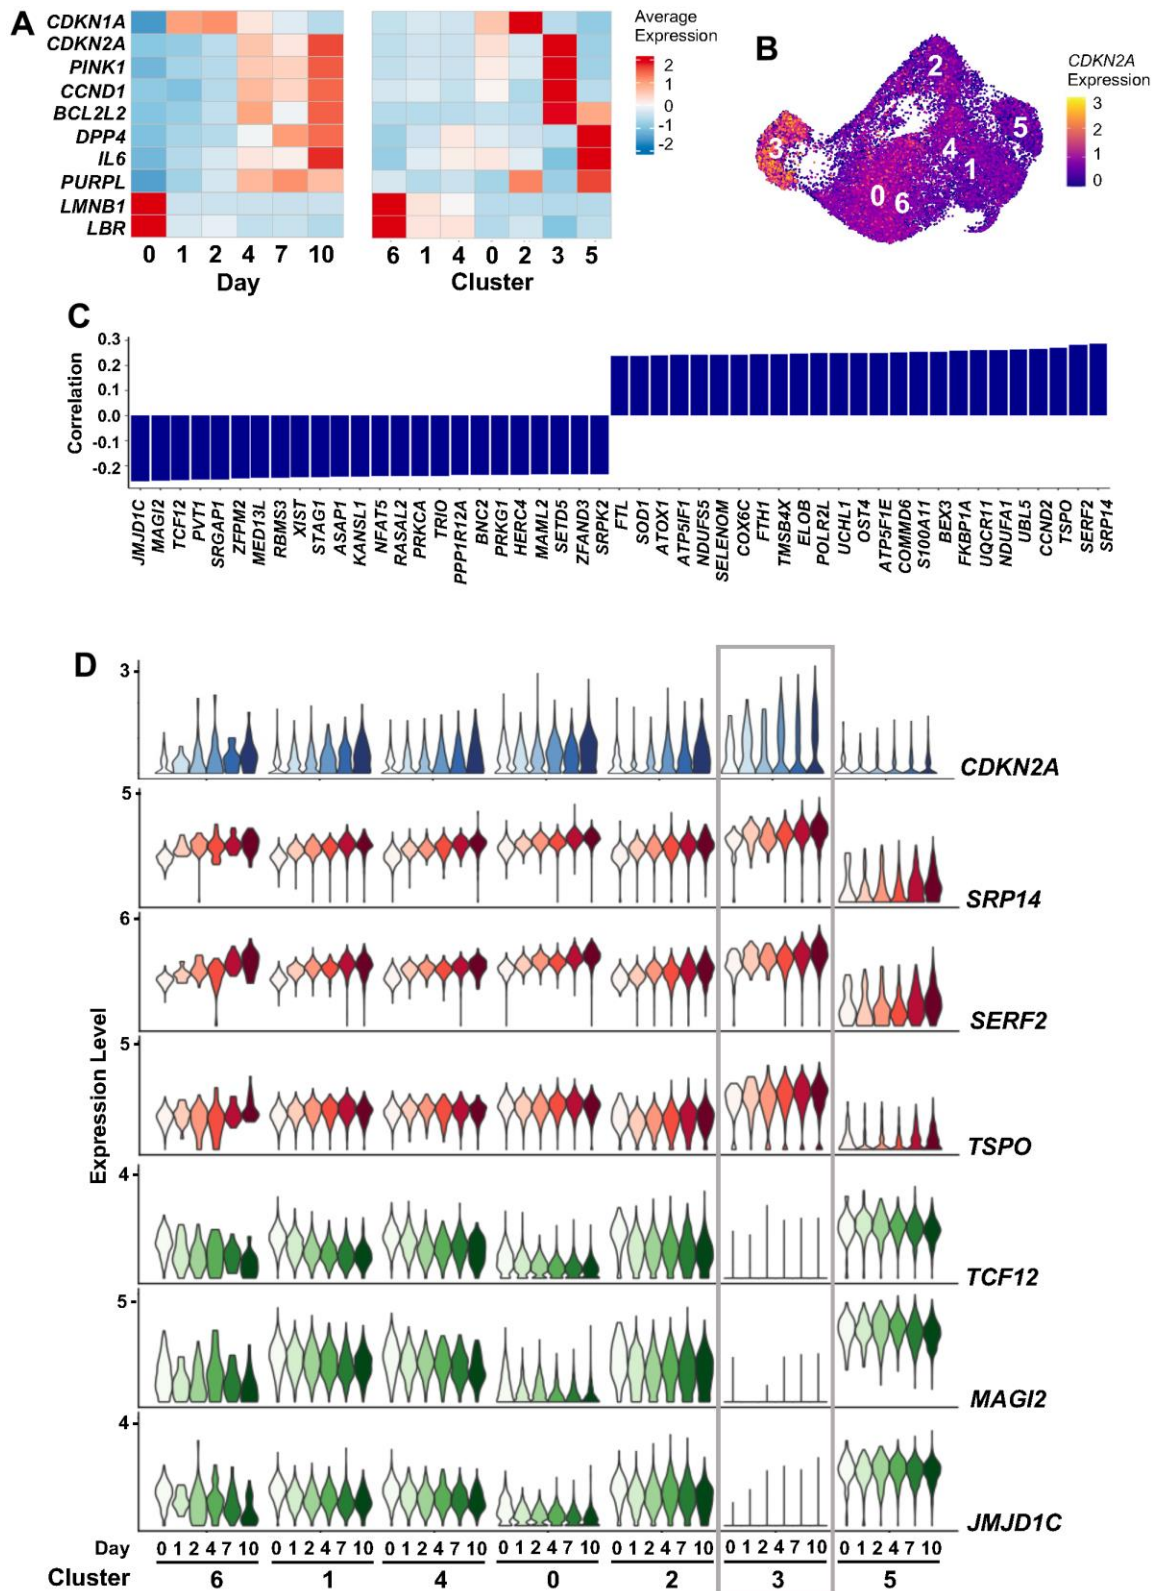 A
CDKN1A
CDKN2A
PINK1
CCND1
BCL2L2
DPP4
IL6
PURPL
LMNB1
LBR
0 1 2 4 7 10
Day
6 1 4 0 2 3 5
Cluster
Average
Expression
2
1
0
-1
-2
B
2
5
3
4
1
0
6
CDKN2A
Expression
3
2
1
0
C
Correlation
0.3
0.2
0.1
0.0
-0.1
-0.2
JMJD1C
MAGI2
TCF12
PVT1
SRGAP1
ZFPM2
MED13L
RBMS3
XIST
STAG1
ASAP1
KANSL1
NFAT5
RASAL2
PRKCA
TRIO
PPP1R12A
BNC2
PRKG1
HERC4
MAML2
SETD5
ZFAND3
SRPK2
FTL
SOD1
ATOX1
ATP5IF1
NDUFS5
SELENOM
COX6C
FTH1
TMSB4X
ELOB
POLR2L
UCHL1
OST4
ATP5F1E
COMMD6
S100A11
BEX3
FKBP1A
UQCR11
NDUFA1
UBL5
CCND2
TSPO
SERF2
SRP14
D
Expression Level
3
CDKN2A
5
SRP14
6
SERF2
5
TSPO
4
TCF12
5
MAGI2
4
JMJD1C
Day 0 1 2 4 7 10 0 1 2 4 7 10 0 1 2 4 7 10 0 1 2 4 7 10 0 1 2 4 7 10 0 1 2 4 7 10 0 1 2 4 7 10
Cluster 6 1 4 0 2 3 5